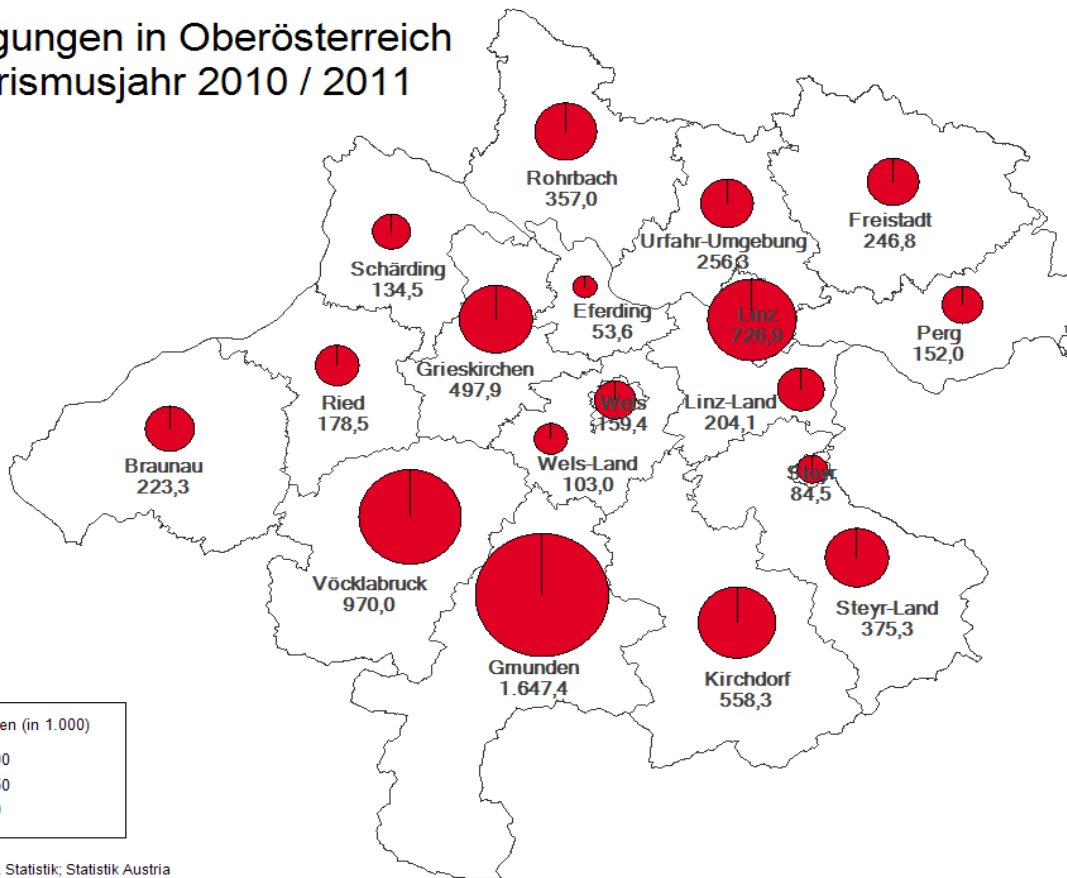 gungen in Oberösterreich
rismusjahr 2010 / 2011
Rohrbach
357,0
Freistadt
246,8
Urfahr-Umgebung
256,3
Schärding
134,5
Eferding
53,6
Linz
726,9
Perg
152,0
Grieskirchen
497,9
Ried
178,5
Wels
159,4
Linz-Land
204,1
Braunau
223,3
Wels-Land
103,0
Steyr
84,5
Vöcklabruck
970,0
Steyr-Land
375,3
Gmunden
1.647,4
Kirchdorf
558,3
en (in 1.000)
0
0
Statistik; Statistik Austria